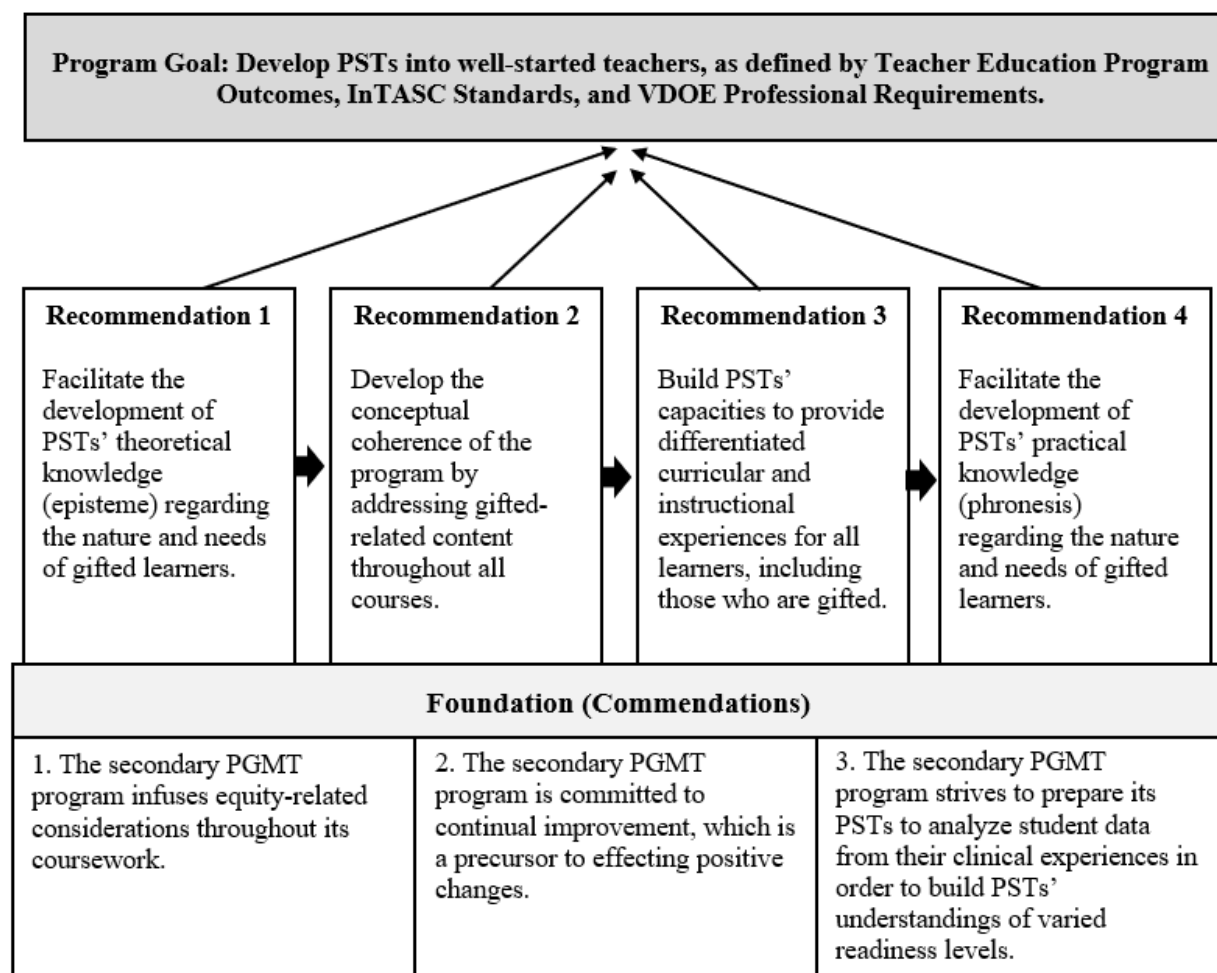 Program Goal: Develop PSTs into well-started teachers, as defined by Teacher Education Program
Outcomes, InTASC Standards, and VDOE Professional Requirements.
Recommendation 1
Facilitate the
development of
PSTs’ theoretical
knowledge
(episteme) regarding
the nature and needs
of gifted learners.
Recommendation 2
Develop the
conceptual
coherence of the
program by
addressing gifted-
related content
throughout all
courses.
Recommendation 3
Build PSTs’
capacities to provide
differentiated
curricular and
instructional
experiences for all
learners, including
those who are gifted.
Recommendation 4
Facilitate the
development of
PSTs’ practical
knowledge
(phronesis)
regarding the nature
and needs of gifted
learners.
Foundation (Commendations)
1. The secondary PGMT
program infuses equity-related
considerations throughout its
coursework.
2. The secondary PGMT
program is committed to
continual improvement, which is
a precursor to effecting positive
changes.
3. The secondary PGMT
program strives to prepare its
PSTs to analyze student data
from their clinical experiences in
order to build PSTs’
understandings of varied
readiness levels.